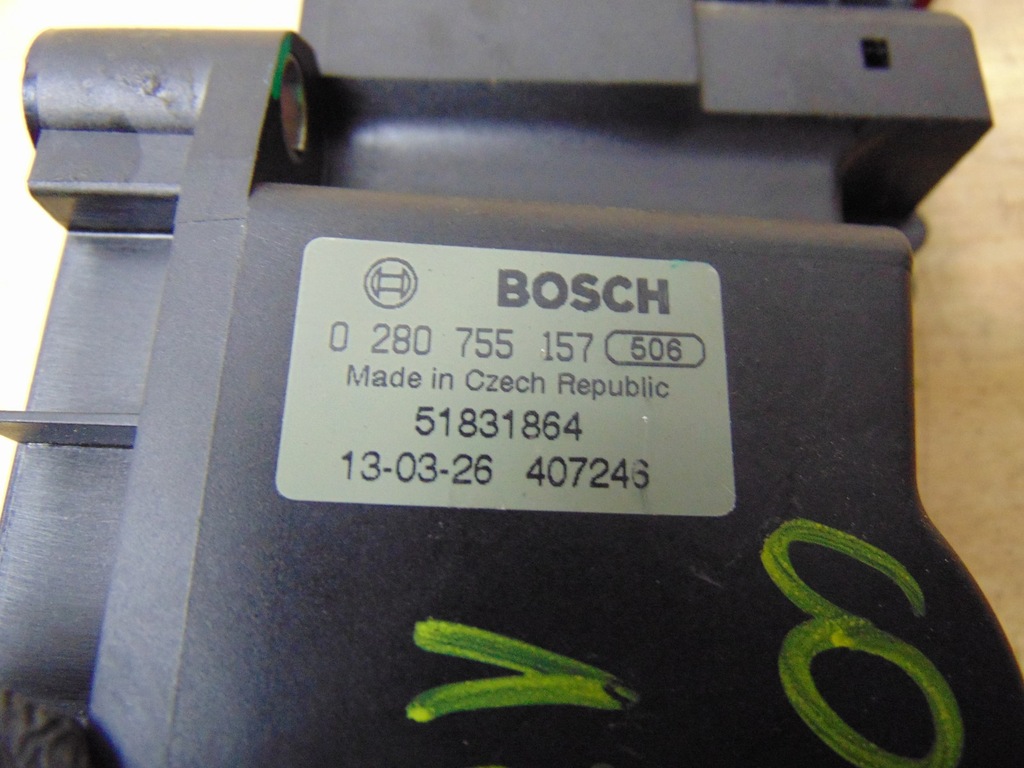 BOSCH
0 280 755 157 506
Made in Czech Republic
51831864
13-03-26 407246